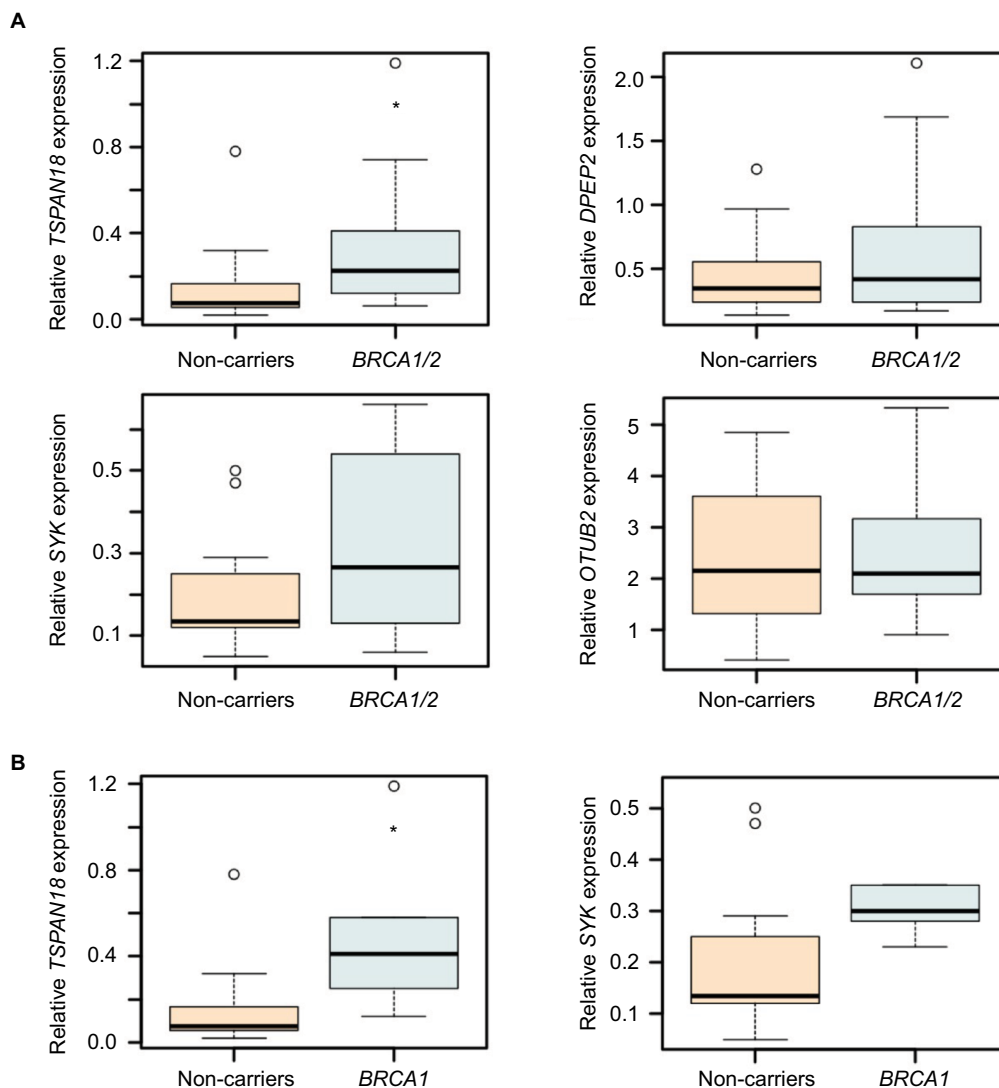 A
Relative TSPAN18 expression
1.2
0.8
0.4
0.0
*
Non-carriers
BRCA1/2
Relative DPEP2 expression
2.0
1.5
1.0
0.5
Non-carriers
BRCA1/2
Relative SYK expression
0.5
0.3
0.1
Non-carriers
BRCA1/2
Relative OTUB2 expression
5
4
3
2
1
Non-carriers
BRCA1/2
B
Relative TSPAN18 expression
1.2
0.8
0.4
0.0
*
Non-carriers
BRCA1
Relative SYK expression
0.5
0.4
0.3
0.2
0.1
Non-carriers
BRCA1